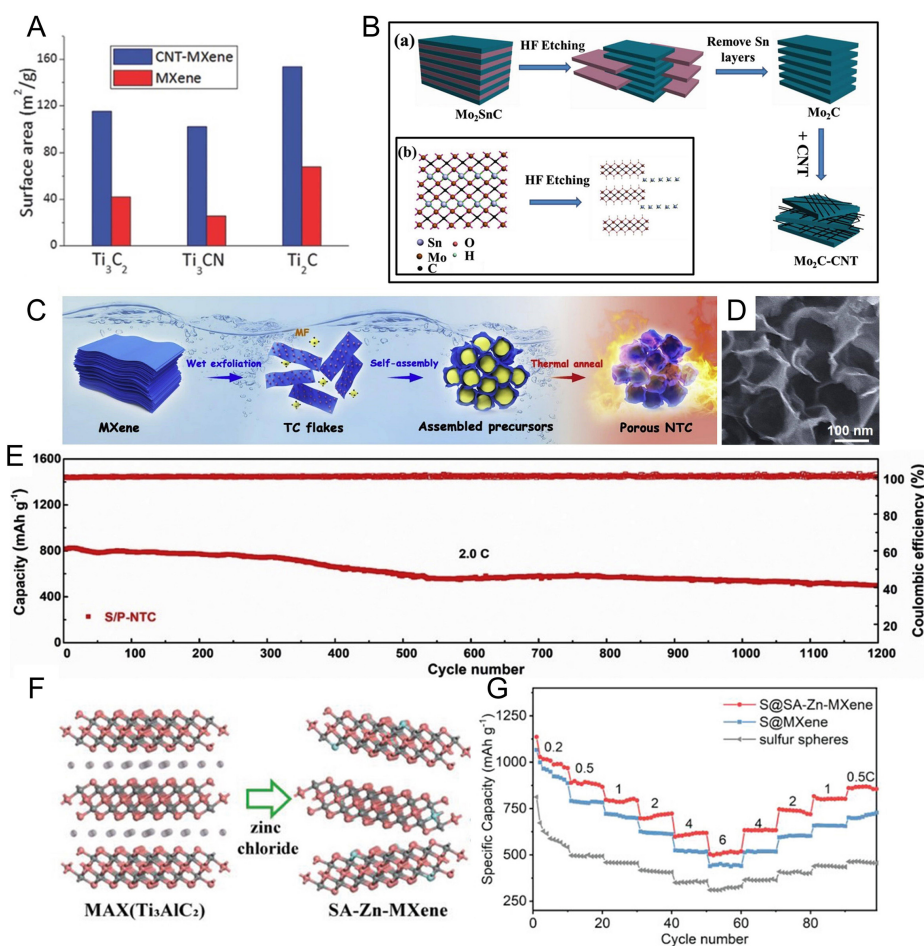 A
Surface area (m²/g)
160
120
80
40
0
CNT-MXene
MXene
Ti₃C₂
Ti₃CN
Ti₂C
B
(a)
HF Etching
Remove Sn
layers
Mo₂SnC
Mo₂C
+ CNT
Mo₂C-CNT
(b)
HF Etching
Sn
O
Mo
H
C
C
MF
Wet exfoliation
Self-assembly
Thermal anneal
MXene
TC flakes
Assembled precursors
Porous NTC
D
100 nm
E
Capacity (mAh g⁻¹)
1600
1400
800
400
0
2.0 C
S/P-NTC
100
80
60
40
20
Coulombic efficiency (%)
0 100 200 300 400 500 600 700 800 900 1000 1100 1200
Cycle number
F
zinc
chloride
MAX(Ti₃AlC₂)
SA-Zn-MXene
G
Specific Capacity (mAh g⁻¹)
1250
1000
750
500
250
S@SA-Zn-MXene
S@MXene
sulfur spheres
0.2
0.5
1
2
4
6
4
2
1
0.5C
0 20 40 60 80
Cycle number